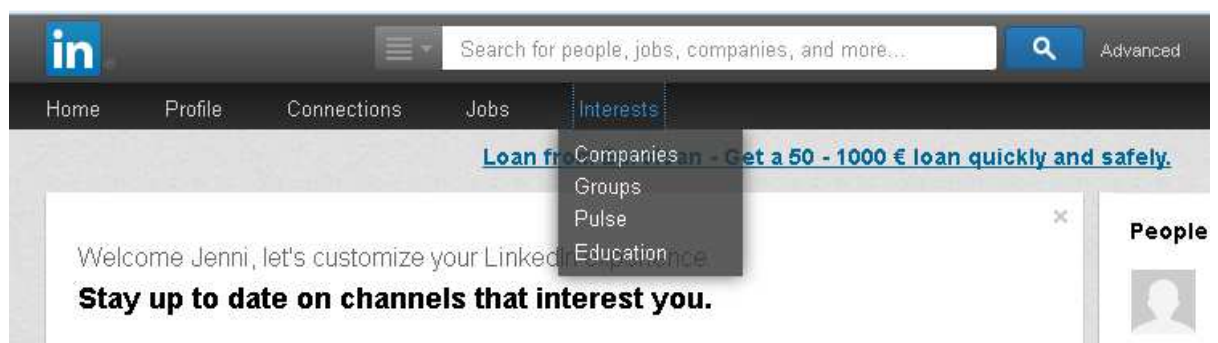 in
Search for people, jobs, companies, and more...
Advanced
Home Profile Connections Jobs Interests
Loan - Get a 50 - 1000 € loan quickly and safely.
Companies
Groups
Pulse
Education
Welcome Jenni, let's customize your
Stay up to date on channels that interest you.
People